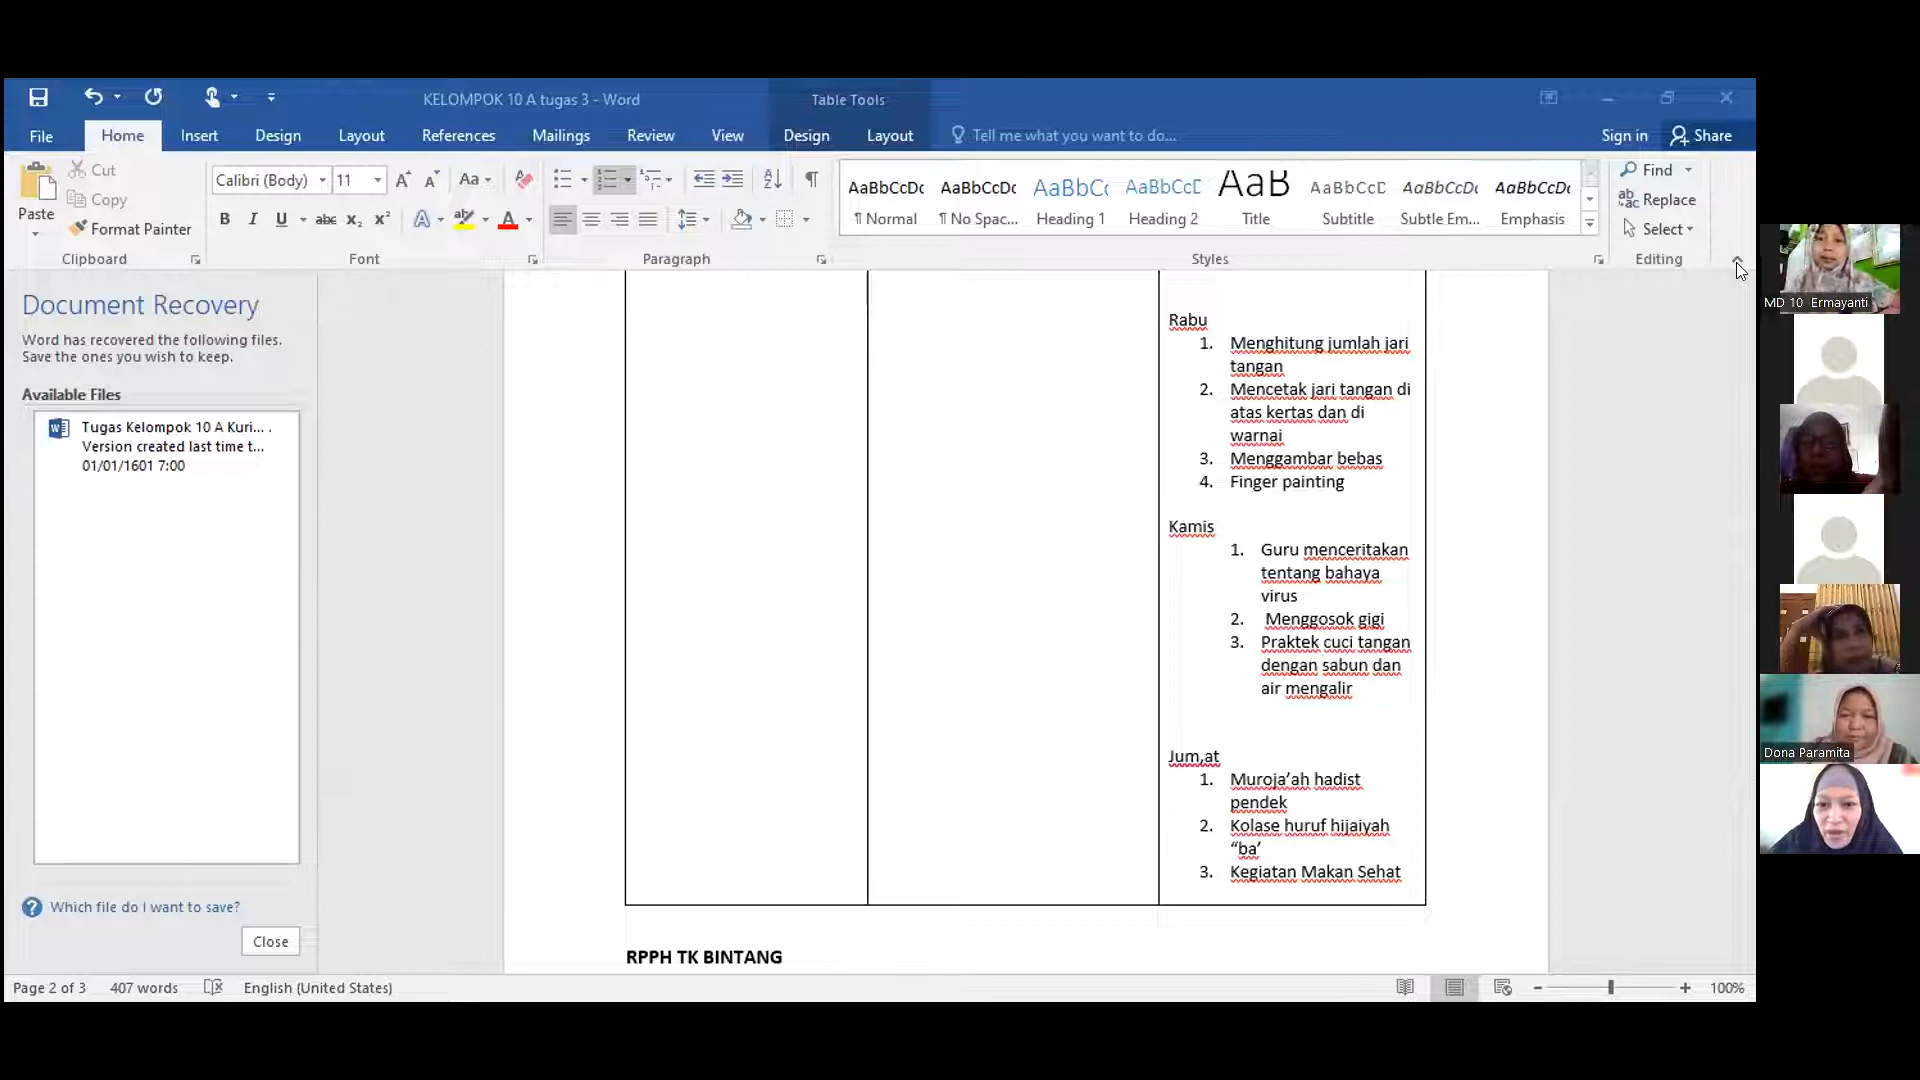 KELOMPOK 10 A tugas 3 - Word
Table Tools
File
Home
Insert
Design
Layout
References
Mailings
Review
View
Design
Layout
Tell me what you want to do...
Sign in
Share
Paste
Cut
Copy
Format Painter
Clipboard
Calibri (Body)
11
Font
Paragraph
AaBbCcDc
¶ Normal
AaBbCcDc
¶ No Spac...
AaBbCc
Heading 1
AaBbCcD
Heading 2
AaB
Title
AaBbCcD
Subtitle
AaBbCcDc
Subtle Em...
AaBbCcDc
Emphasis
Styles
Find
Replace
Select
Editing
Document Recovery
Word has recovered the following files.
Save the ones you wish to keep.
Available Files
Tugas Kelompok 10 A Kuri... .
Version created last time t...
01/01/1601 7:00
Which file do I want to save?
Close
Rabu
1. Menghitung jumlah jari
tangan
2. Mencetak jari tangan di
atas kertas dan di
warnai
3. Menggambar bebas
4. Finger painting
Kamis
1. Guru menceritakan
tentang bahaya
virus
2. Menggosok gigi
3. Praktek cuci tangan
dengan sabun dan
air mengalir
Jum,at
1. Muroja’ah hadist
pendek
2. Kolase huruf hijaiyah
“ba’
3. Kegiatan Makan Sehat
RPPH TK BINTANG
Page 2 of 3
407 words
English (United States)
100%
MD 10 Ermayanti
Dona Paramita